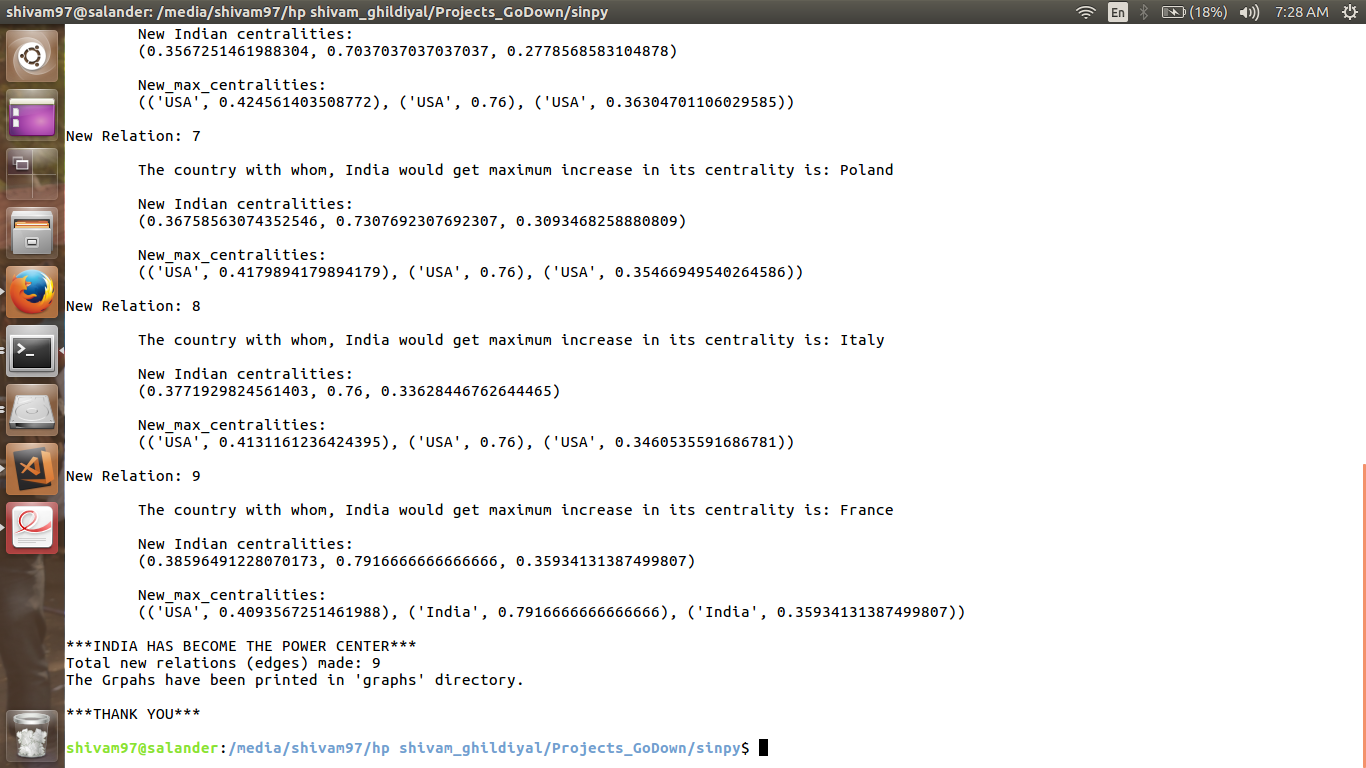 shivam97@salander: /media/shivam97/hp shivam_ghildiyal/Projects_GoDown/sinpy En (18%) 7:28 AM
New Indian centralities:
(0.3567251461988304, 0.7037037037037037, 0.2778568583104878)
New_max_centralities:
(('USA', 0.424561403508772), ('USA', 0.76), ('USA', 0.36304701106029585))
New Relation: 7
The country with whom, India would get maximum increase in its centrality is: Poland
New Indian centralities:
(0.36758563074352546, 0.7307692307692307, 0.3093468258880809)
New_max_centralities:
(('USA', 0.4179894179894179), ('USA', 0.76), ('USA', 0.35466949540264586))
New Relation: 8
The country with whom, India would get maximum increase in its centrality is: Italy
New Indian centralities:
(0.3771929824561403, 0.76, 0.33628446762644465)
New_max_centralities:
(('USA', 0.4131161236424395), ('USA', 0.76), ('USA', 0.3460535591686781))
New Relation: 9
The country with whom, India would get maximum increase in its centrality is: France
New Indian centralities:
(0.38596491228070173, 0.7916666666666666, 0.35934131387499807)
New_max_centralities:
(('USA', 0.4093567251461988), ('India', 0.7916666666666666), ('India', 0.35934131387499807))
***INDIA HAS BECOME THE POWER CENTER***
Total new relations (edges) made: 9
The Grpahs have been printed in 'graphs' directory.
***THANK YOU***
shivam97@salander:/media/shivam97/hp shivam_ghildiyal/Projects_GoDown/sinpy$